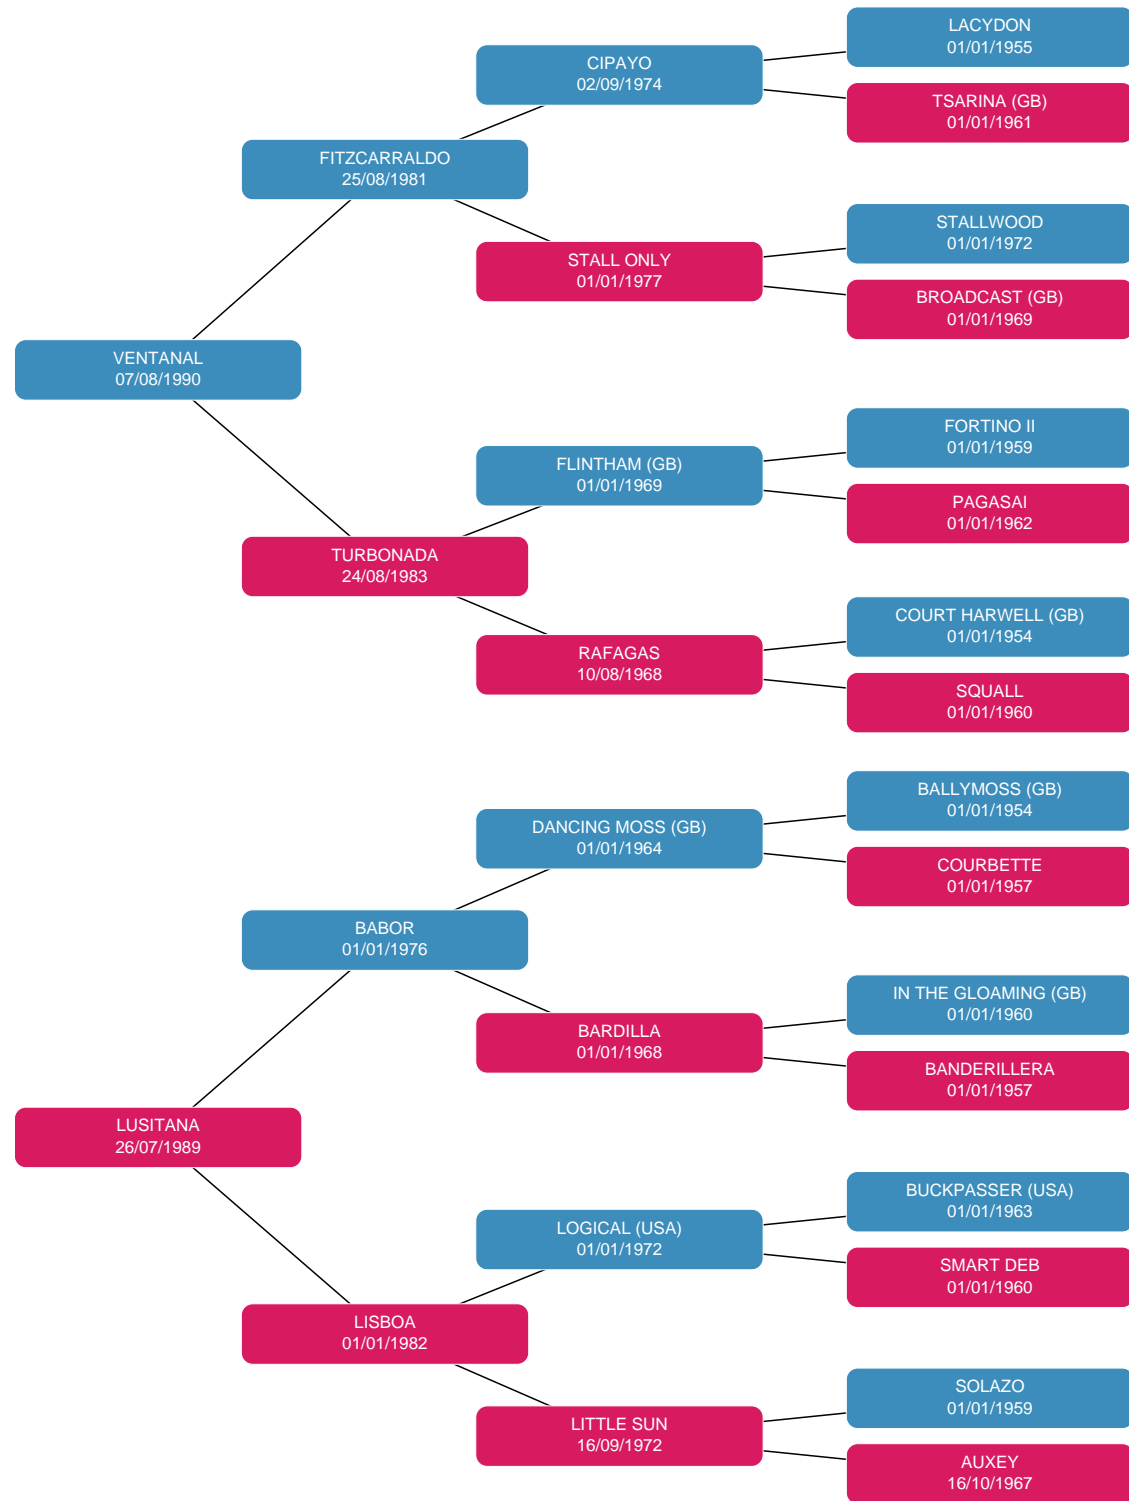 LACYDON
01/01/1955
CIPAYO
02/09/1974
TSARINA (GB)
01/01/1961
FITZCARRALDO
25/08/1981
STALLWOOD
01/01/1972
STALL ONLY
01/01/1977
BROADCAST (GB)
01/01/1969
VENTANAL
07/08/1990
FORTINO II
01/01/1959
FLINTHAM (GB)
01/01/1969
PAGASAI
01/01/1962
TURBONADA
24/08/1983
COURT HARWELL (GB)
01/01/1954
RAFAGAS
10/08/1968
SQUALL
01/01/1960
BALLYMOSS (GB)
01/01/1954
DANCING MOSS (GB)
01/01/1964
COURBETTE
01/01/1957
BABOR
01/01/1976
IN THE GLOAMING (GB)
01/01/1960
BARDILLA
01/01/1968
BANDERILLERA
01/01/1957
LUSITANA
26/07/1989
BUCKPASSER (USA)
01/01/1963
LOGICAL (USA)
01/01/1972
SMART DEB
01/01/1960
LISBOA
01/01/1982
SOLAZO
01/01/1959
LITTLE SUN
16/09/1972
AUXEY
16/10/1967